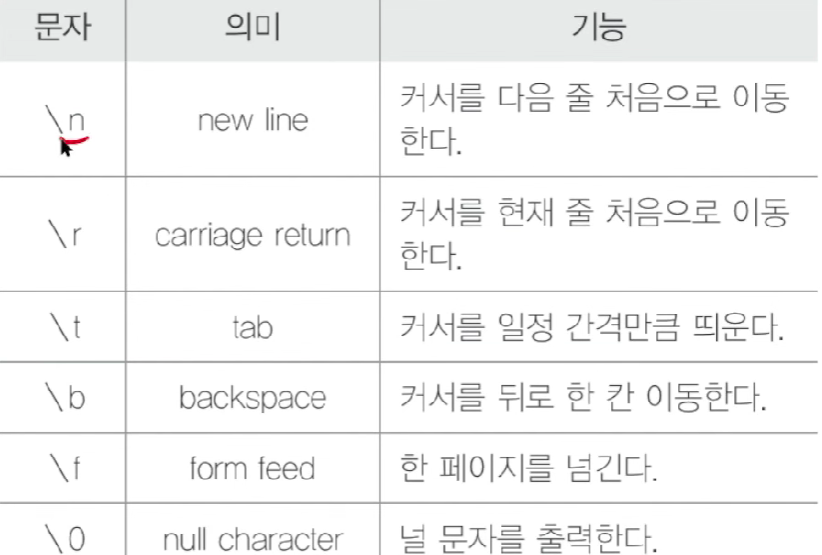 문자 의미 기능
\n new line 커서를 다음 줄 처음으로 이동
한다.
\r carriage return 커서를 현재 줄 처음으로 이동
한다.
\t tab 커서를 일정 간격만큼 띄운다.
\b backspace 커서를 뒤로 한 칸 이동한다.
\f form feed 한 페이지를 넘긴다.
\0 null character 널 문자를 출력한다.